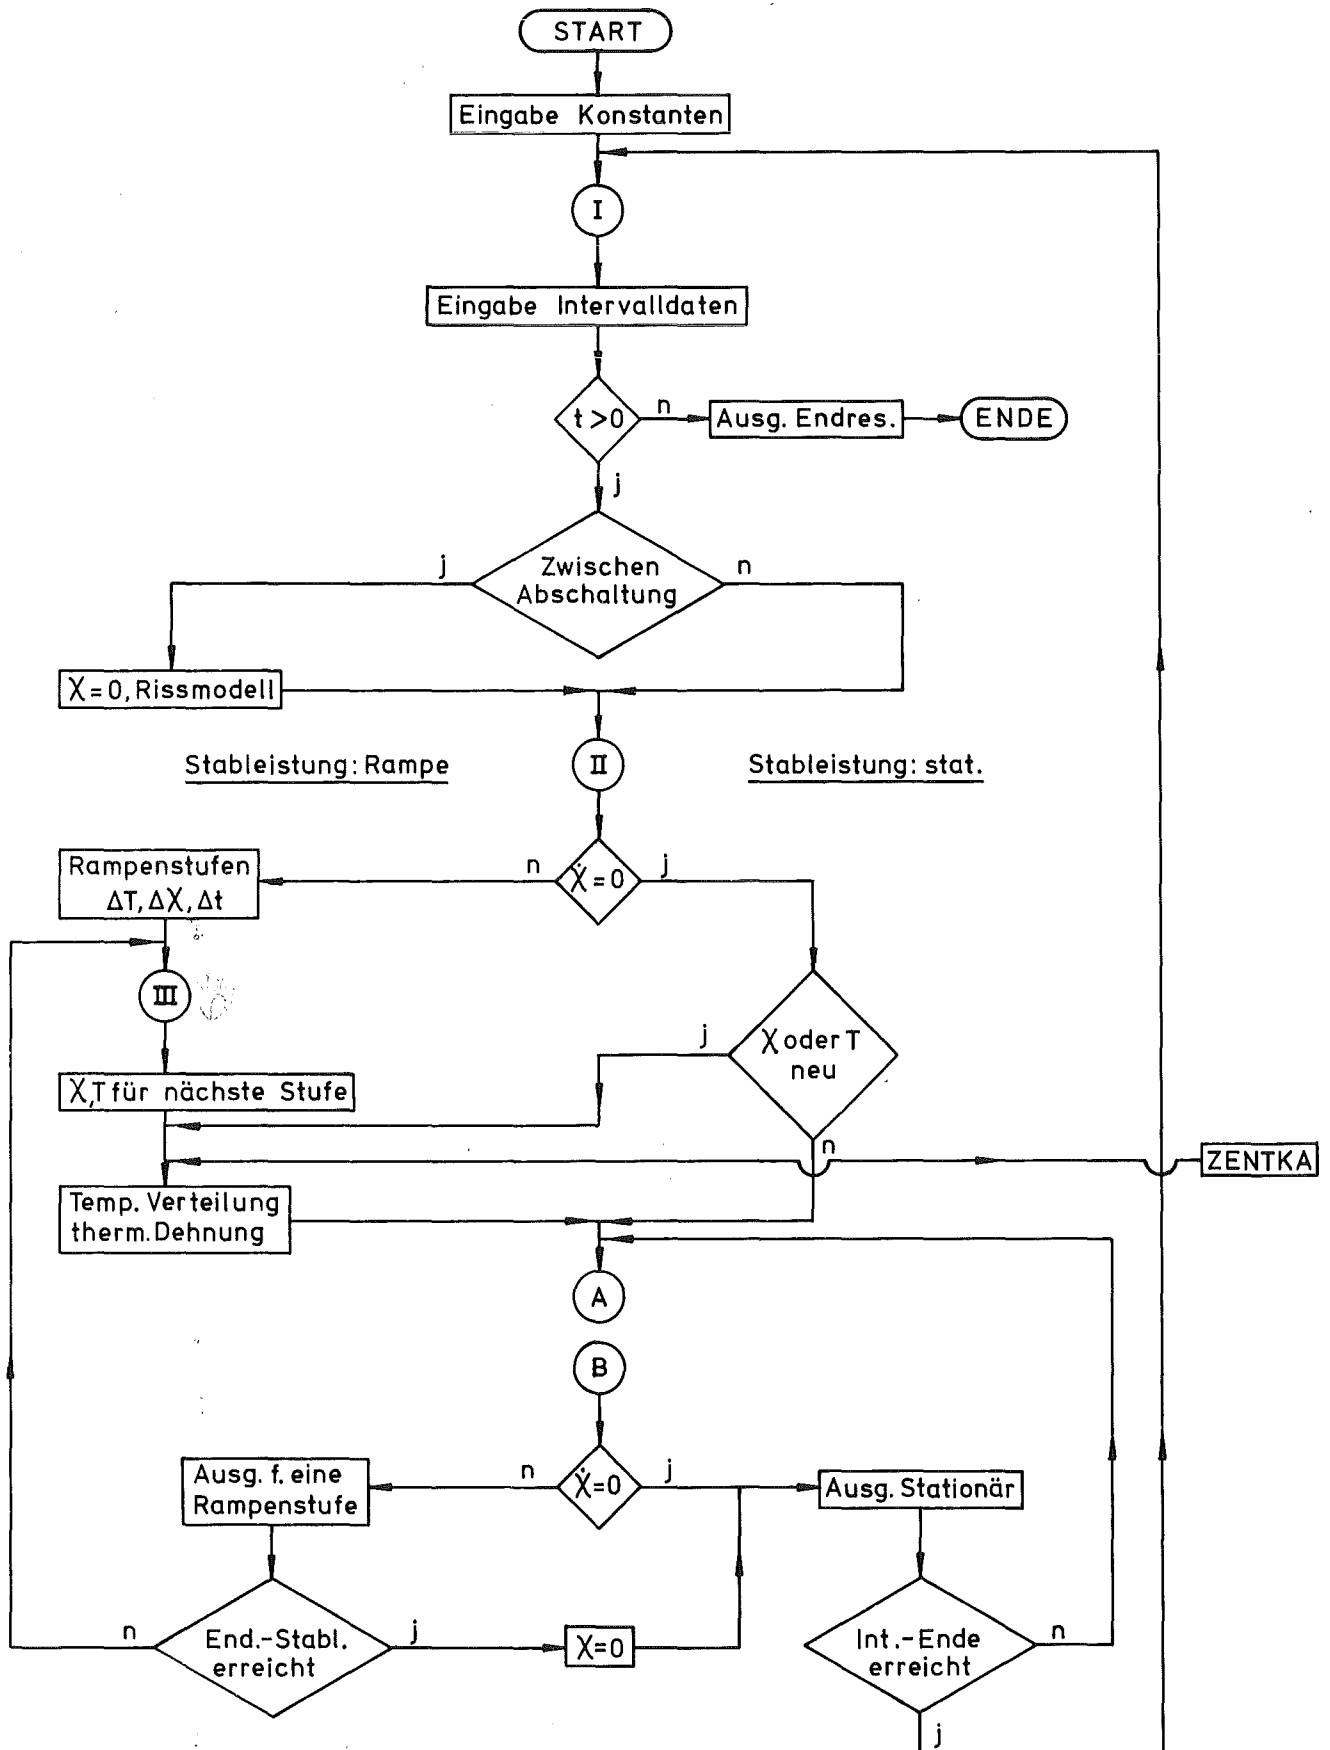 START
Eingabe Konstanten
I
Eingabe Intervalldaten
t>0
n
Ausg. Endres.
ENDE
j
j
Zwischen
Abschaltung
n
χ=0, Rissmodell
Stableistung: Rampe
II
Stableistung: stat.
Rampenstufen
ΔT, Δχ, Δt
n
χ̇=0
j
III
j
χ oder T
neu
χ,T für nächste Stufe
n
ZENTKA
Temp. Verteilung
therm. Dehnung
A
B
Ausg. f. eine
Rampenstufe
n
χ̇=0
j
Ausg. Stationär
n
End.-Stabl.
erreicht
j
χ=0
Int.-Ende
erreicht
n
j